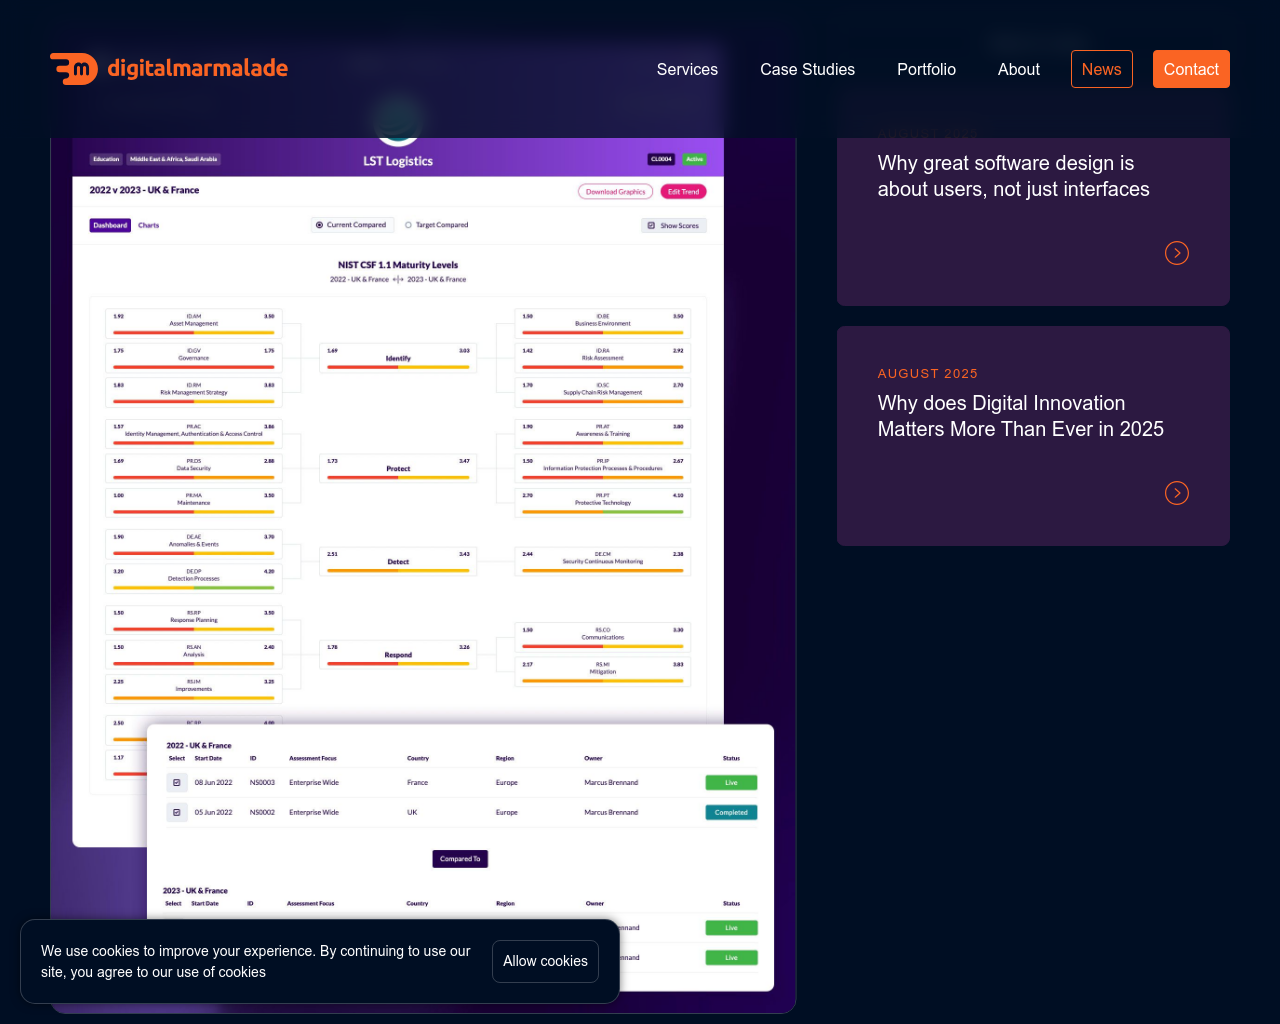 digitalmarmalade
Services
Case Studies
Portfolio
About
News
Contact
Education
Middle East & Africa, Saudi Arabia
LST Logistics
CL0004
Active
2022 v 2023 - UK & France
Download Graphics
Edit Trend
Dashboard
Charts
Current Compared
Target Compared
Show Scores
NIST CSF 1.1 Maturity Levels
2022 - UK & France
2023 - UK & France
1.92 ID.AM 3.50
Asset Management
1.75 ID.GV 1.75
Governance
1.83 ID.RM 3.83
Risk Management Strategy
1.69 3.03
Identify
1.50 ID.BE 3.50
Business Environment
1.42 ID.RA 2.92
Risk Assessment
1.70 ID.SC 2.70
Supply Chain Risk Management
1.57 PR.AC 3.86
Identity Management, Authentication & Access Control
1.69 PR.DS 2.88
Data Security
1.00 PR.MA 3.50
Maintenance
1.73 3.47
Protect
1.90 PR.AT 3.80
Awareness & Training
1.50 PR.IP 2.67
Information Protection Processes & Procedures
2.70 PR.PT 4.10
Protective Technology
1.90 DE.AE 3.70
Anomalies & Events
3.20 DE.DP 4.20
Detection Processes
2.51 3.43
Detect
2.44 DE.CM 2.38
Security Continuous Monitoring
1.50 RS.RP 3.50
Response Planning
1.50 RS.AN 2.40
Analysis
2.25 RS.IM 3.25
Improvements
1.78 3.26
Respond
1.50 RS.CO 3.30
Communications
2.17 RS.MI 3.83
Mitigation
2.50
1.17
2022 - UK & France
Select Start Date ID Assessment Focus Country Region Owner Status
08 Jun 2022 NS0003 Enterprise Wide France Europe Marcus Brennand Live
05 Jun 2022 NS0002 Enterprise Wide UK Europe Marcus Brennand Completed
Compared To
2023 - UK & France
Select Start Date ID Assessment Focus Country Region Owner Status
nnand Live
nnand Live
Why great software design is
about users, not just interfaces
AUGUST 2025
Why does Digital Innovation
Matters More Than Ever in 2025
We use cookies to improve your experience. By continuing to use our
site, you agree to our use of cookies
Allow cookies